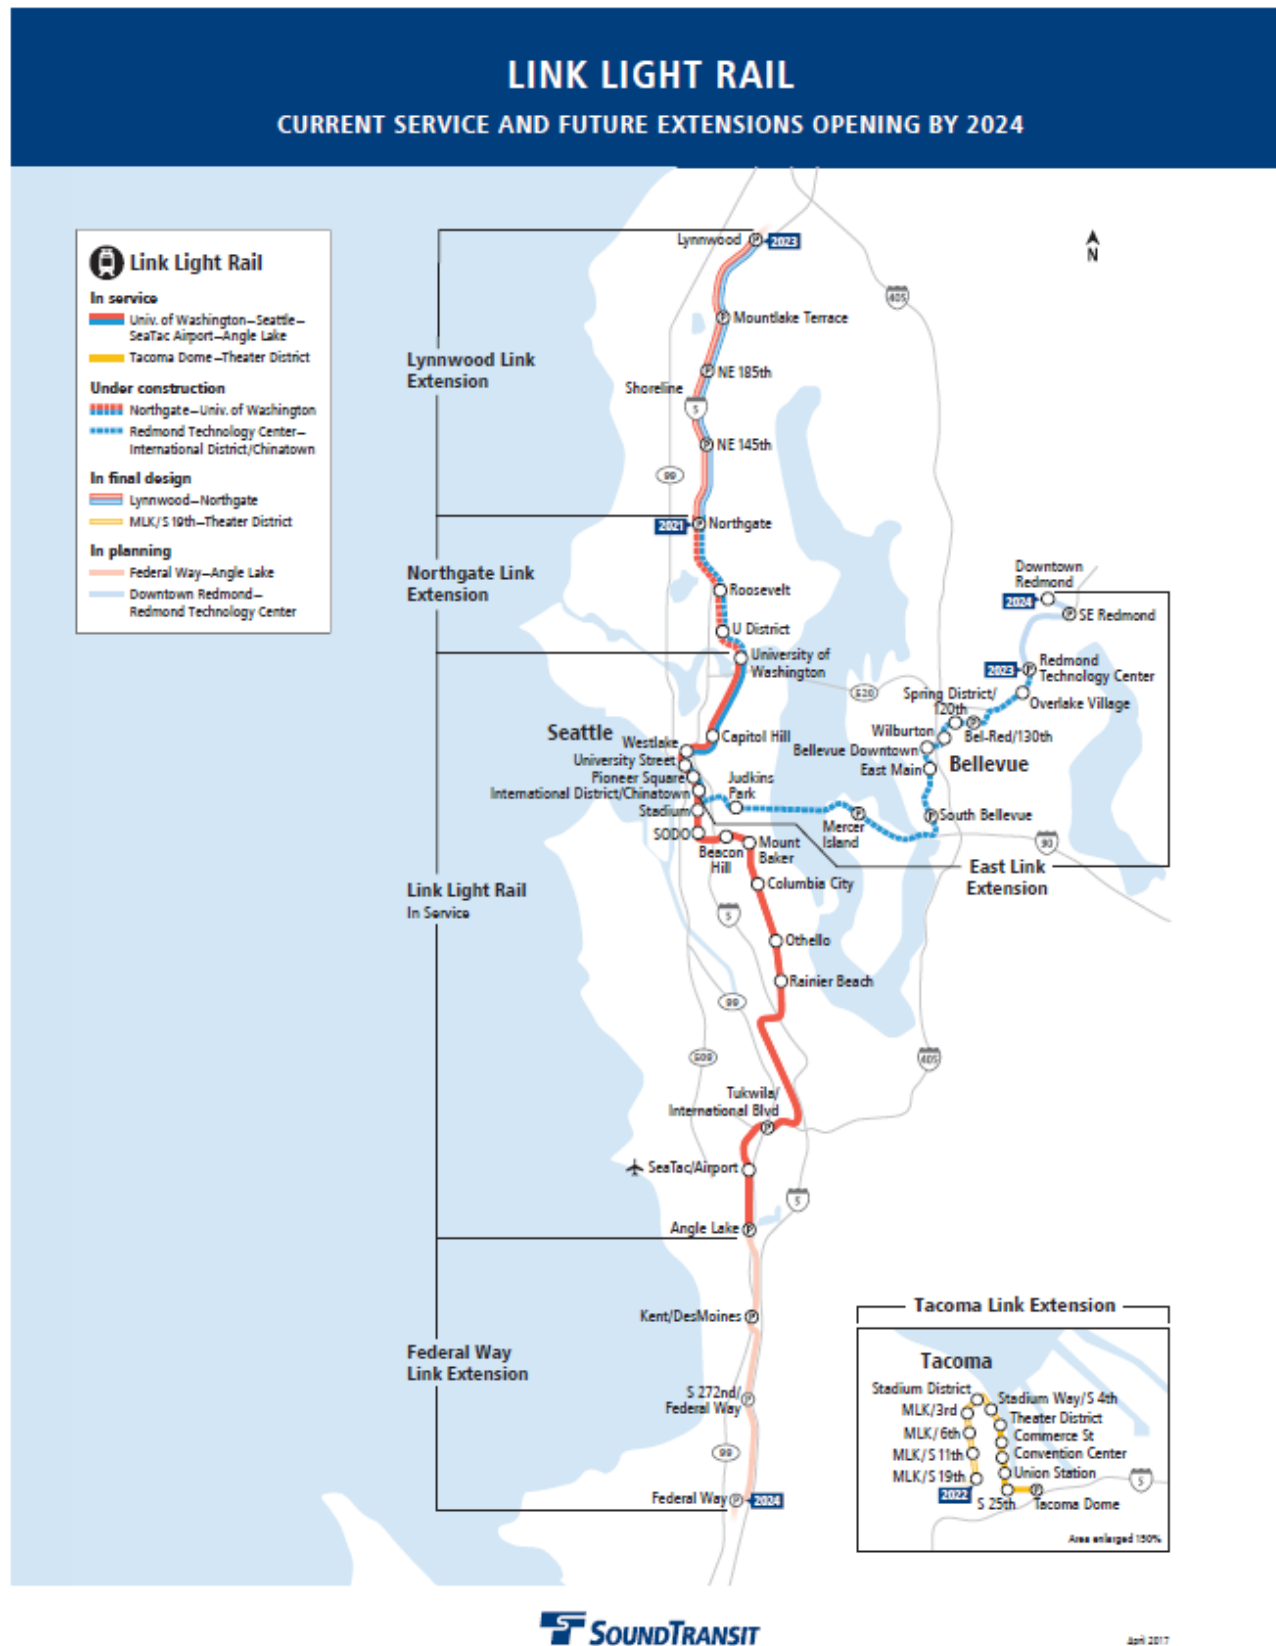 LINK LIGHT RAIL
CURRENT SERVICE AND FUTURE EXTENSIONS OPENING BY 2024
Link Light Rail
In service
Univ. of Washington–Seattle–
SeaTac Airport–Angle Lake
Tacoma Dome–Theater District
Under construction
Northgate–Univ. of Washington
Redmond Technology Center–
International District/Chinatown
In final design
Lynnwood–Northgate
MLK/S 19th–Theater District
In planning
Federal Way–Angle Lake
Downtown Redmond–
Redmond Technology Center
N
Lynnwood
P
2023
405
Mountlake Terrace
P
Lynnwood Link
Extension
NE 185th
P
Shoreline
5
NE 145th
P
99
2021
P
Northgate
Northgate Link
Extension
Roosevelt
U District
University of
Washington
520
Downtown
Redmond
2024
P
SE Redmond
2023
P
Redmond
Technology Center
Overlake Village
Spring District/
120th
P
Bel-Red/130th
Wilburton
Bellevue Downtown
Bellevue
East Main
P
South Bellevue
Seattle
Capitol Hill
Westlake
University Street
Pioneer Square
International District/Chinatown
Judkins
Park
Stadium
P
Mercer
Island
SODO
Beacon
Hill
Mount
Baker
90
East Link
Extension
Columbia City
Link Light Rail
In Service
5
Othello
Rainier Beach
99
509
405
Tukwila/
International Blvd
P
SeaTac/Airport
5
Angle Lake
P
Kent/DesMoines
P
Federal Way
Link Extension
S 272nd/
Federal Way
P
99
Federal Way
P
2024
Tacoma Link Extension
Tacoma
Stadium District
Stadium Way/S 4th
MLK/3rd
Theater District
MLK/6th
Commerce St
MLK/S 11th
Convention Center
MLK/S 19th
Union Station
2022
S 25th
P
Tacoma Dome
5
Area enlarged 150%
SOUNDTRANSIT
April 2017